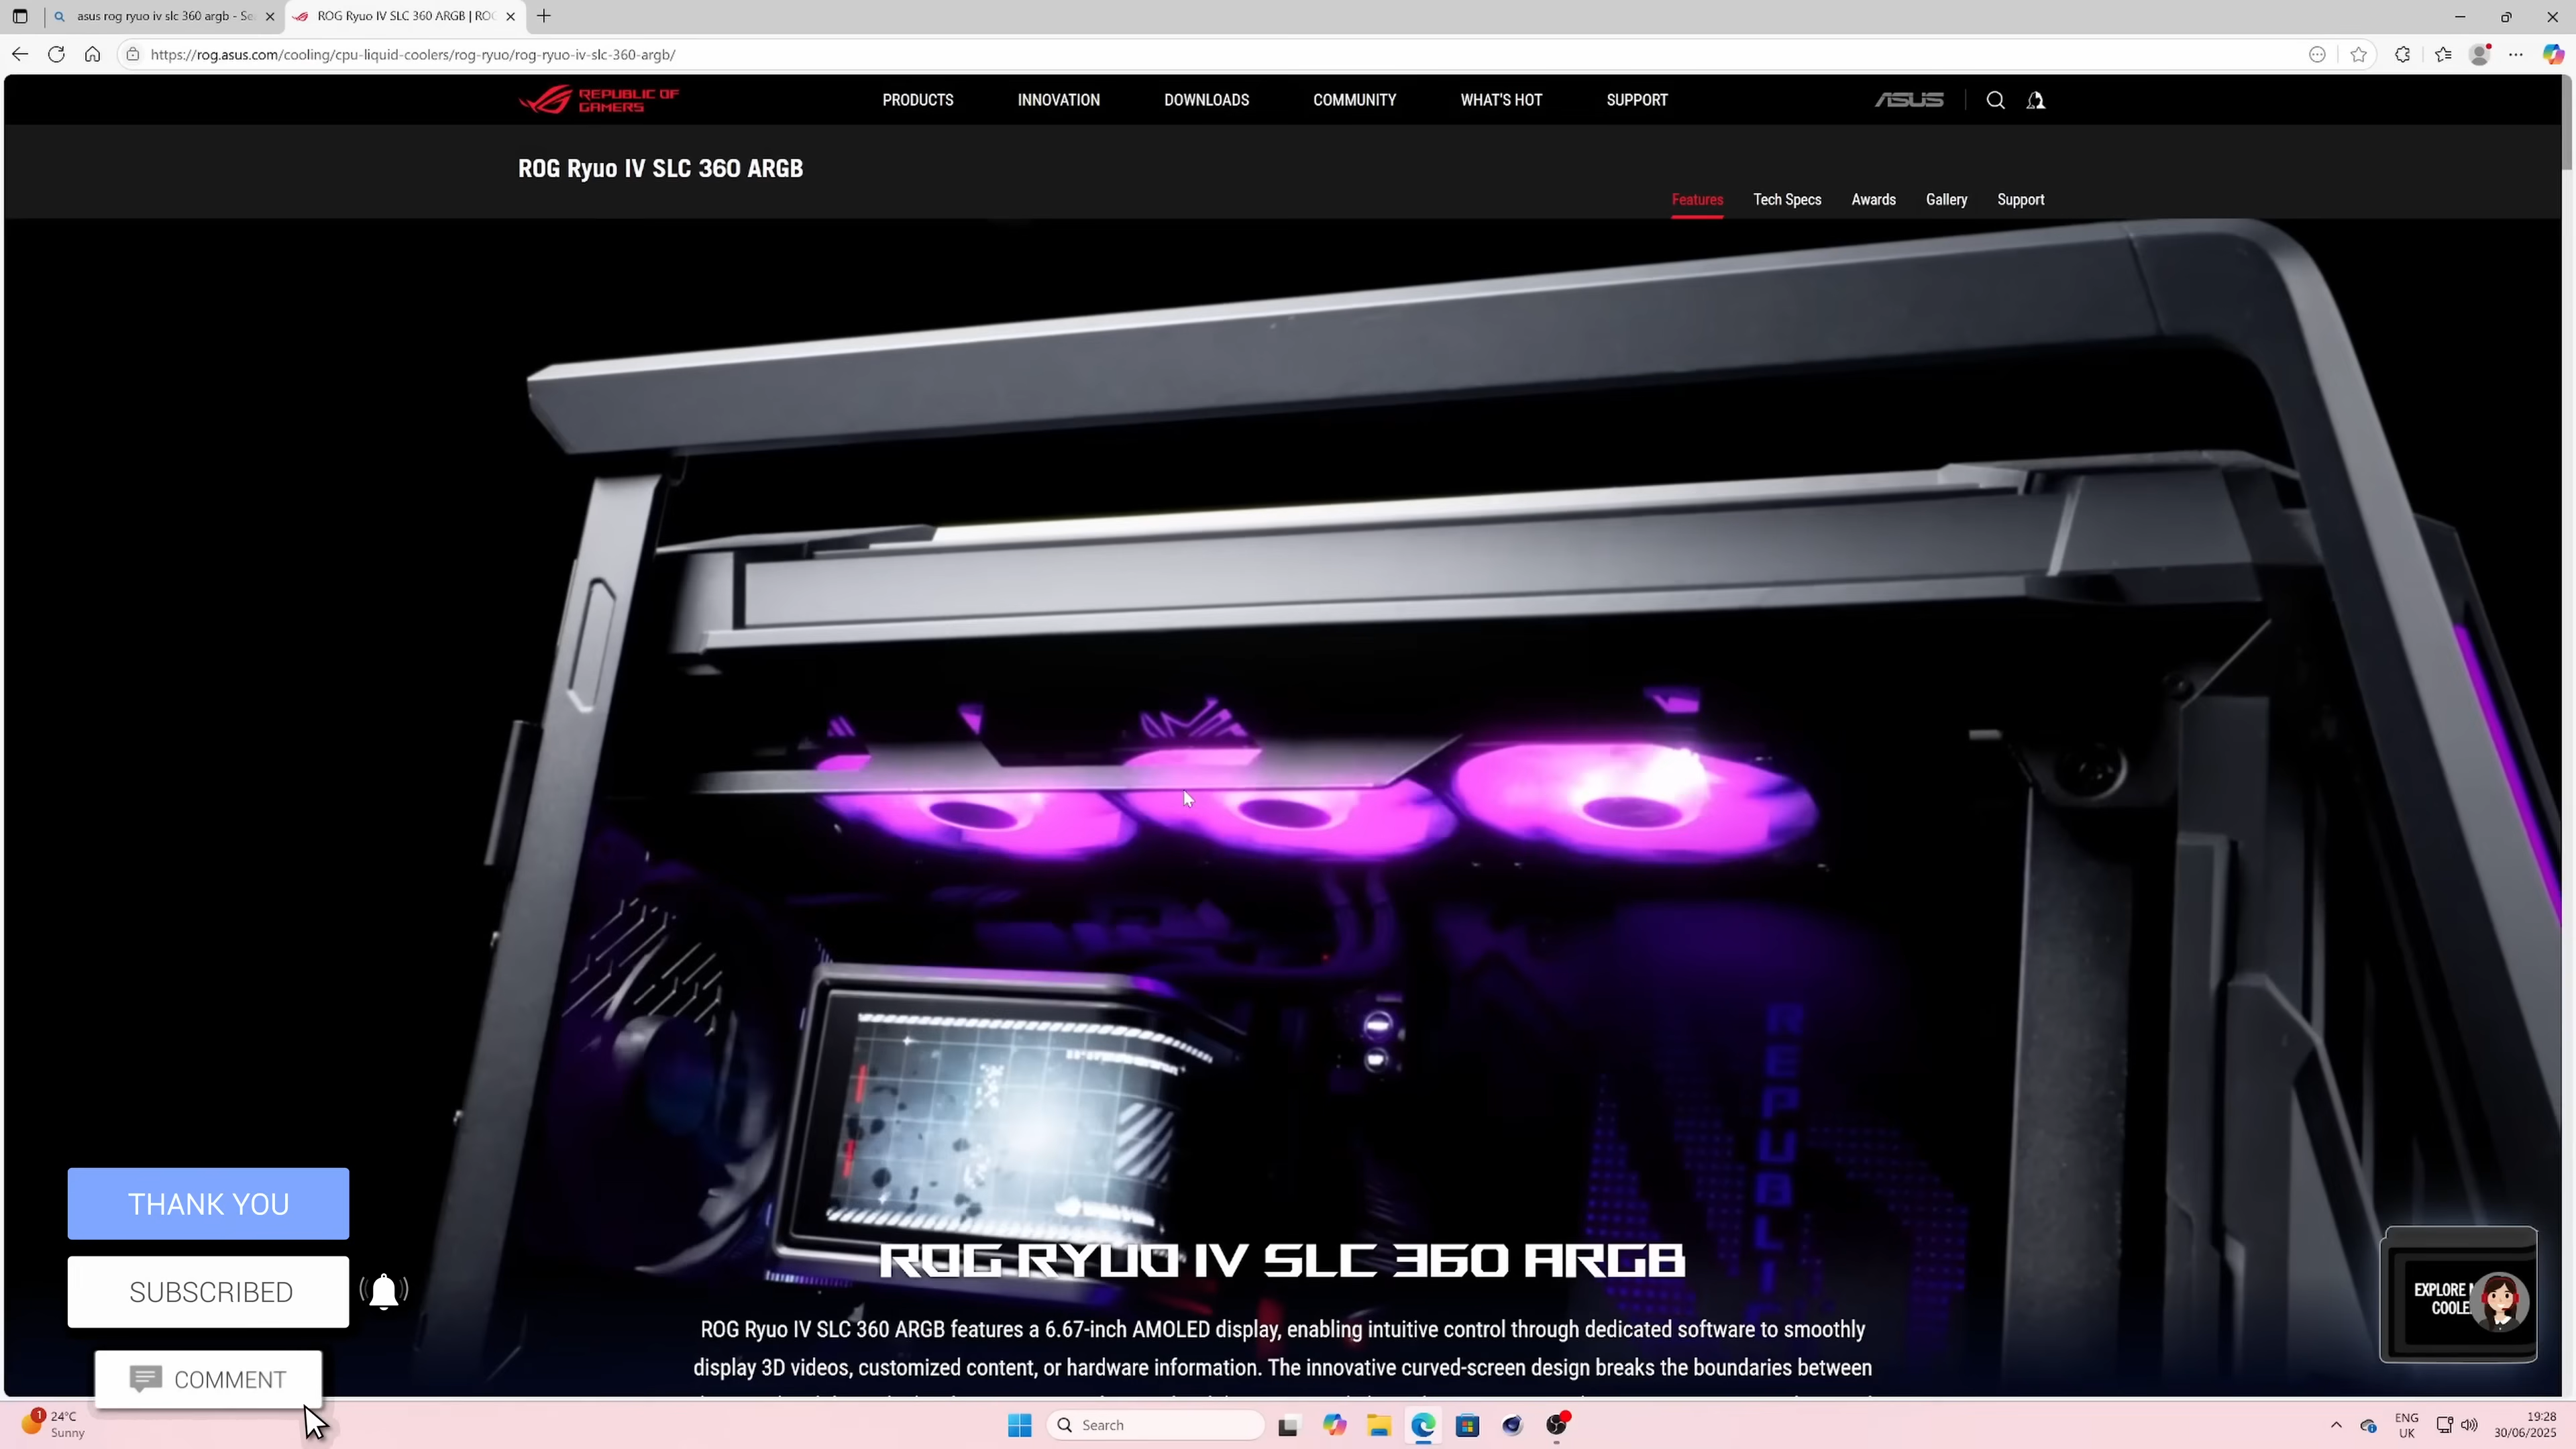 asus rog ryuo iv slc 360 argb - Se
ROG Ryuo IV SLC 360 ARGB | ROG
https://rog.asus.com/cooling/cpu-liquid-coolers/rog-ryuo/rog-ryuo-iv-slc-360-argb/
REPUBLIC OF
GAMERS
PRODUCTS
INNOVATION
DOWNLOADS
COMMUNITY
WHAT'S HOT
SUPPORT
ASUS
ROG Ryuo IV SLC 360 ARGB
Features
Tech Specs
Awards
Gallery
Support
REPUBLIC
THANK YOU
SUBSCRIBED
COMMENT
ROG RYUO IV SLC 360 ARGB
ROG Ryuo IV SLC 360 ARGB features a 6.67-inch AMOLED display, enabling intuitive control through dedicated software to smoothly
display 3D videos, customized content, or hardware information. The innovative curved-screen design breaks the boundaries between
EXPLORE
COOLE
1
24°C
Sunny
Search
ENG
UK
19:28
30/06/2025